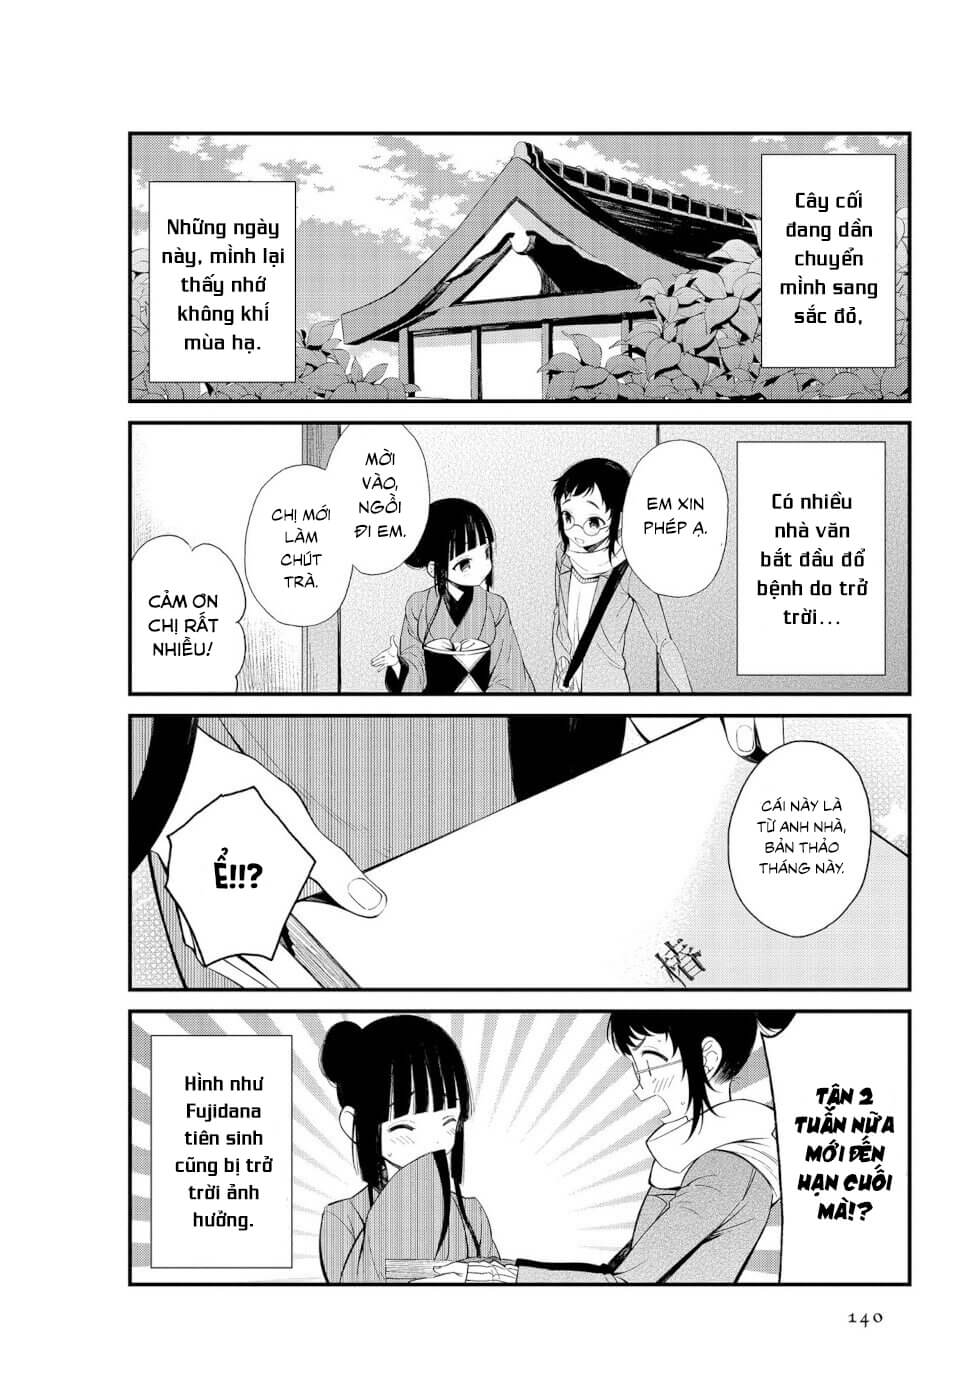 Cây cối
đang dần
chuyển
mình sang
sắc đỏ,
Những ngày
này, mình lại
thấy nhớ
không khí
mùa hạ.
Có nhiều
nhà văn
bắt đầu đổ
bệnh do trở
trời...
EM XIN
PHÉP Ạ.
MỜI
VÀO,
NGỒI
ĐI EM.
CHỊ MỚI
LÀM
CHÚT
TRÀ.
CẢM ƠN
CHỊ RẤT
NHIỀU!
CÁI NÀY LÀ
TỪ ANH NHÀ,
BẢN THẢO
THÁNG NÀY.
Ể!!?
TẬN 2
TUẦN NỮA
MỚI ĐẾN
HẠN CUỐI
MÀ!?
Hình như
Fujidana
tiên sinh
cũng bị trở
trời ảnh
hưởng.
140